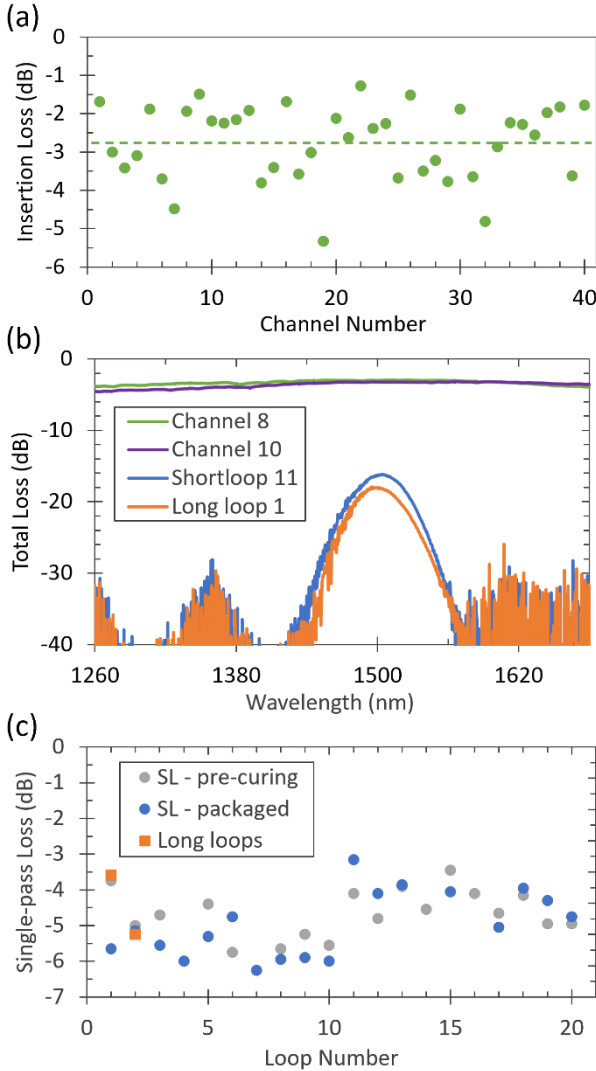 (a)
0
-1
-2
-3
-4
-5
-6
Insertion Loss (dB)
0 10 20 30 40
Channel Number
(b)
0
-10
-20
-30
-40
Total Loss (dB)
Channel 8
Channel 10
Shortloop 11
Long loop 1
1260 1380 1500 1620
Wavelength (nm)
(c)
0
-1
-2
-3
-4
-5
-6
-7
Single-pass Loss (dB)
SL - pre-curing
SL - packaged
Long loops
0 5 10 15 20
Loop Number